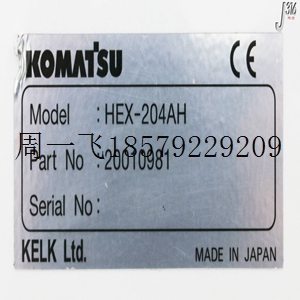 KOMATSU CE
Model : HEX-204AH
周一飞18579229209
Part No : 20010981
Serial No :
KELK Ltd. MADE IN JAPAN